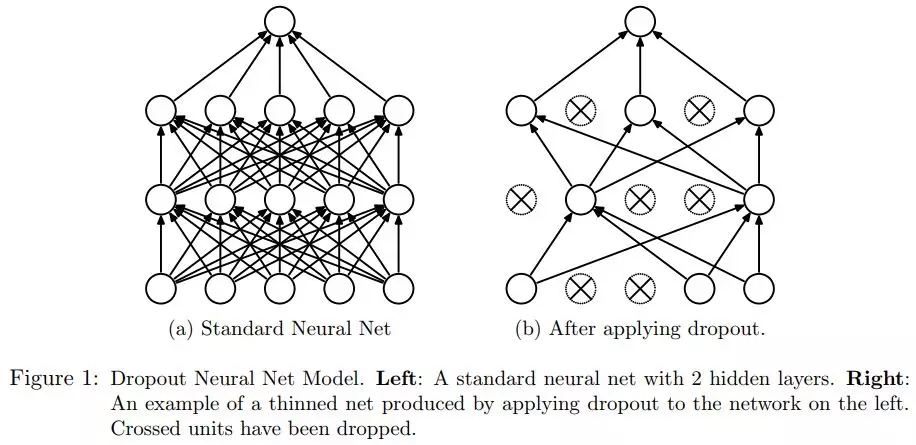 (a) Standard Neural Net
(b) After applying dropout.
Figure 1: Dropout Neural Net Model. Left: A standard neural net with 2 hidden layers. Right:
An example of a thinned net produced by applying dropout to the network on the left.
Crossed units have been dropped.